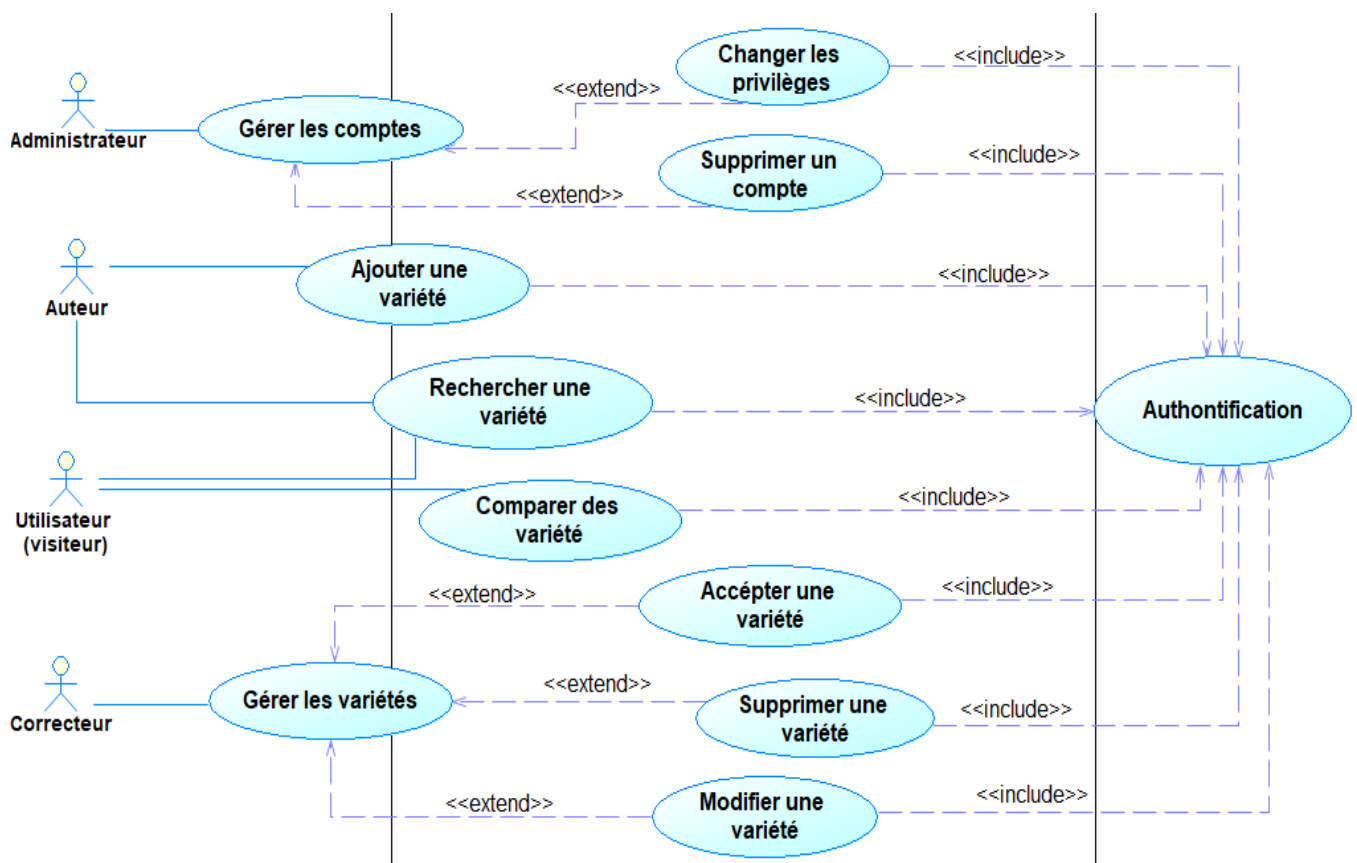 Changer les
privilèges
<<include>>
<<extend>>
Administrateur
Gérer les comptes
Supprimer un
compte
<<include>>
<<extend>>
Auteur
Ajouter une
variété
<<include>>
Rechercher une
variété
<<include>>
Authontification
Utilisateur
(visiteur)
Comparer des
variété
<<include>>
<<extend>>
Accépter une
variété
<<include>>
Correcteur
Gérer les variétés
<<extend>>
Supprimer une
variété
<<include>>
<<extend>>
Modifier une
variété
<<include>>